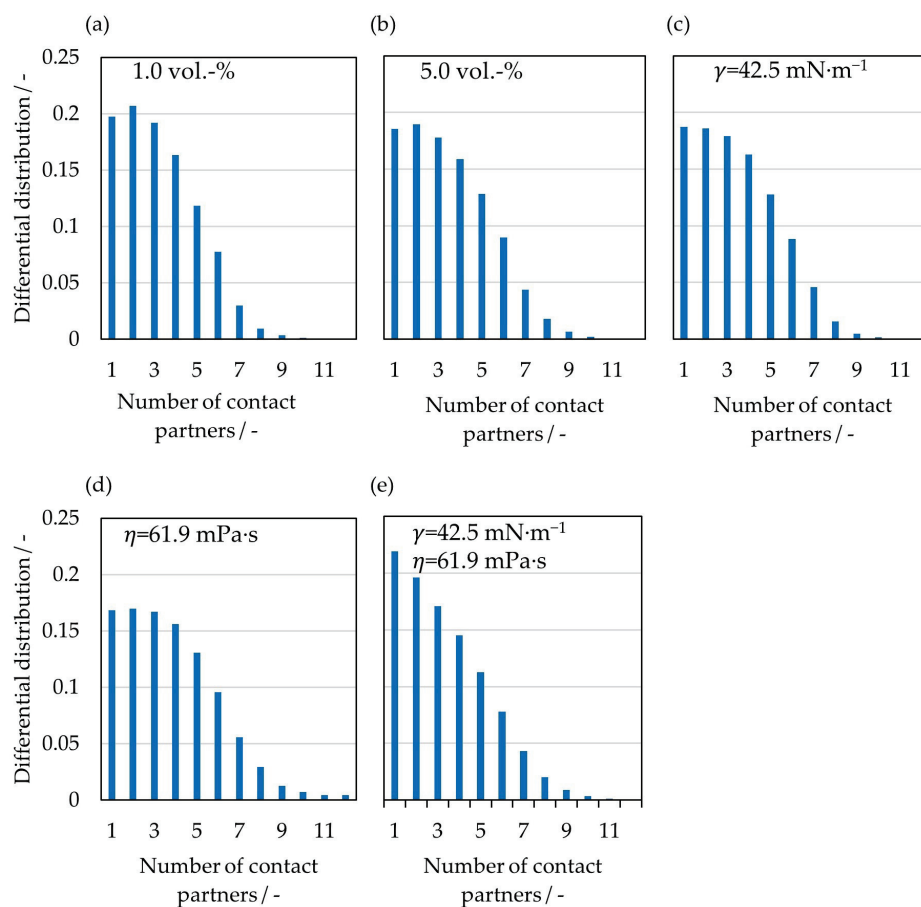 (a)
(b)
(c)
0.25
0.2
0.15
0.1
0.05
0
Differential distribution / -
1.0 vol.-%
1 3 5 7 9 11
Number of contact
partners / -
5.0 vol.-%
1 3 5 7 9 11
Number of contact
partners / -
γ=42.5 mN·m⁻¹
1 3 5 7 9 11
Number of contact
partners / -
(d)
(e)
0.25
0.2
0.15
0.1
0.05
0
Differential distribution / -
η=61.9 mPa·s
1 3 5 7 9 11
Number of contact
partners / -
γ=42.5 mN·m⁻¹
η=61.9 mPa·s
1 3 5 7 9 11
Number of contact
partners / -